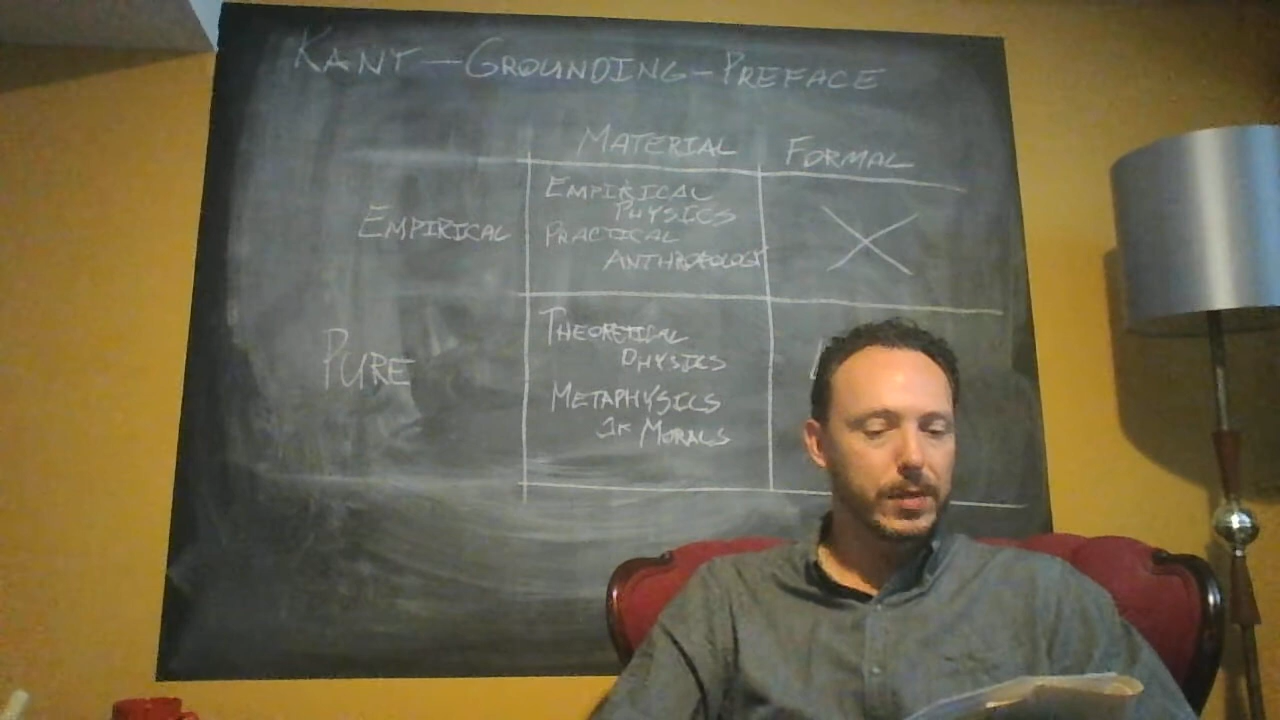 KANT — GROUNDING - PREFACE
MATERIAL FORMAL
EMPIRICAL
EMPIRICAL
PHYSICS
PRACTICAL
ANTHROPOLOGY
PURE
THEORETICAL
PHYSICS
METAPHYSICS
OF MORALS